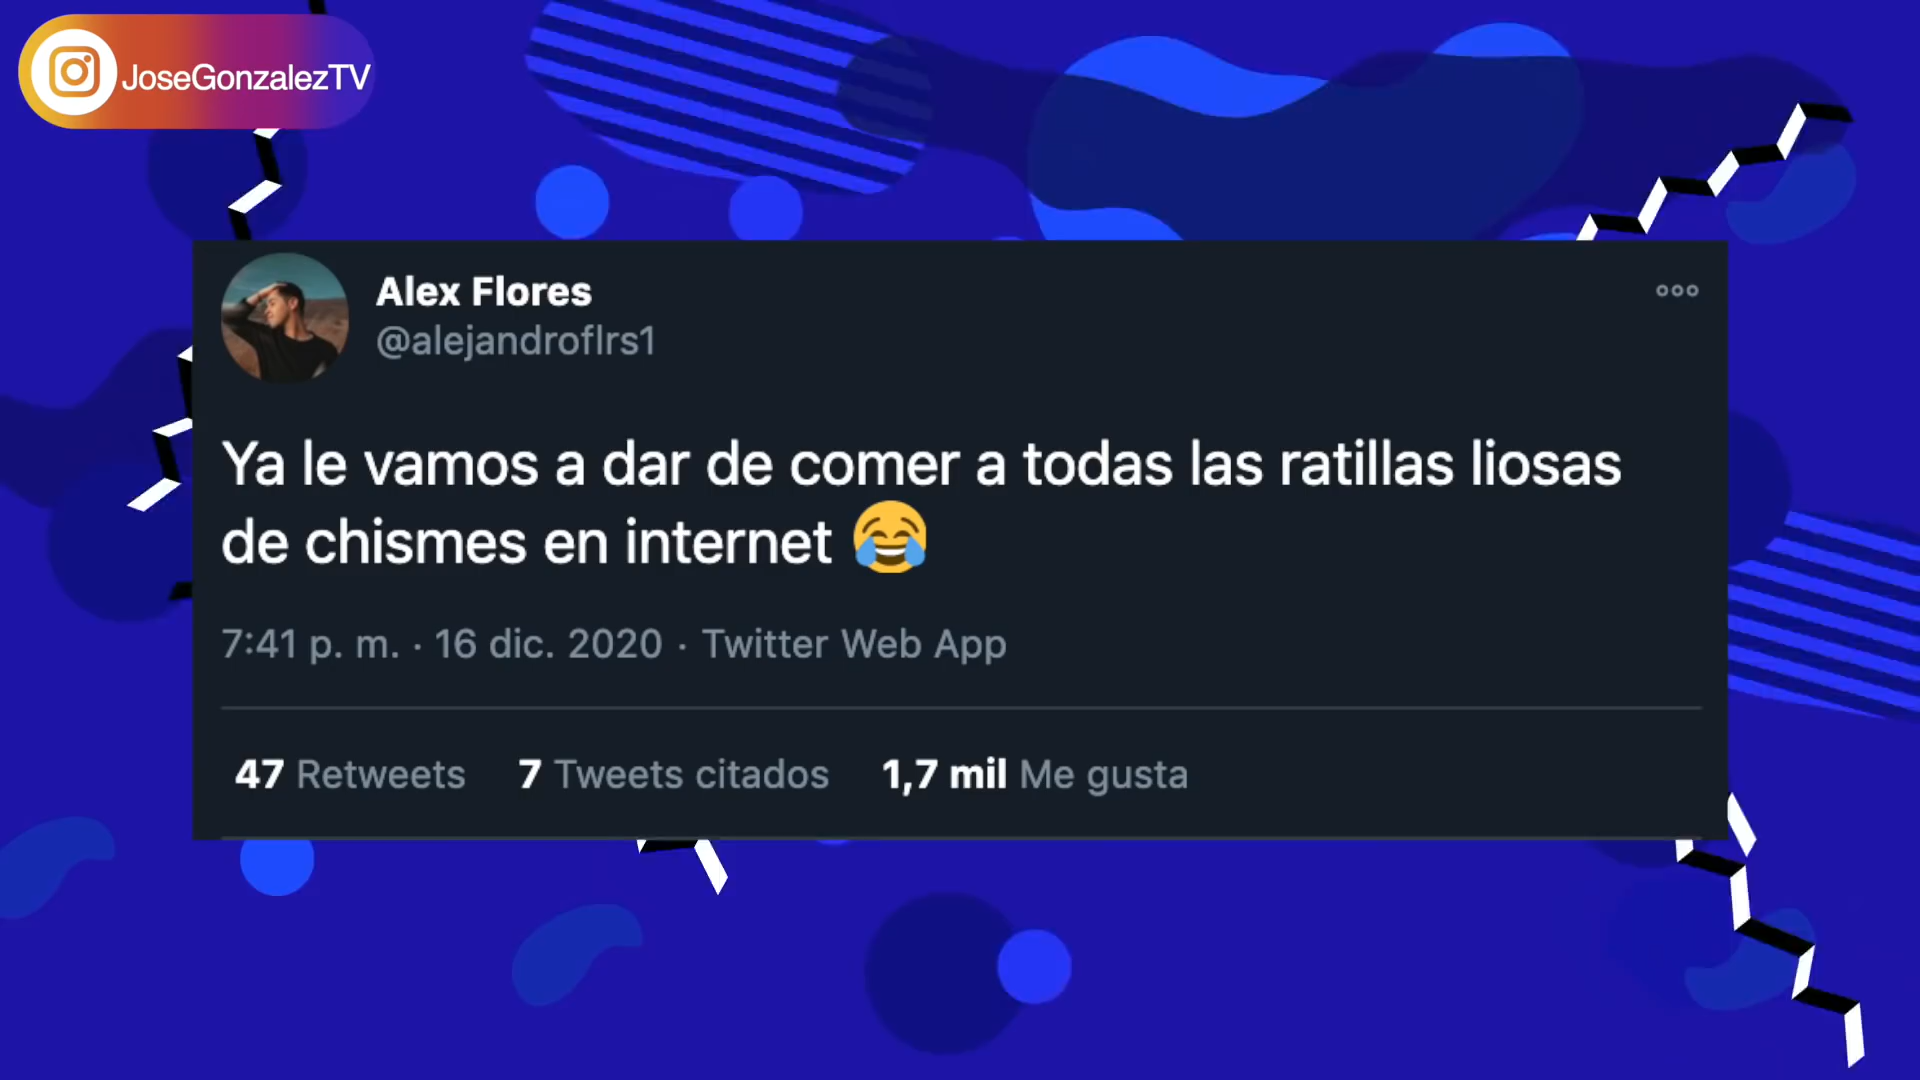 JoseGonzalezTV
Alex Flores
@alejandroflrs1
Ya le vamos a dar de comer a todas las ratillas liosas
de chismes en internet 😂
7:41 p. m. · 16 dic. 2020 · Twitter Web App
47 Retweets 7 Tweets citados 1,7 mil Me gusta